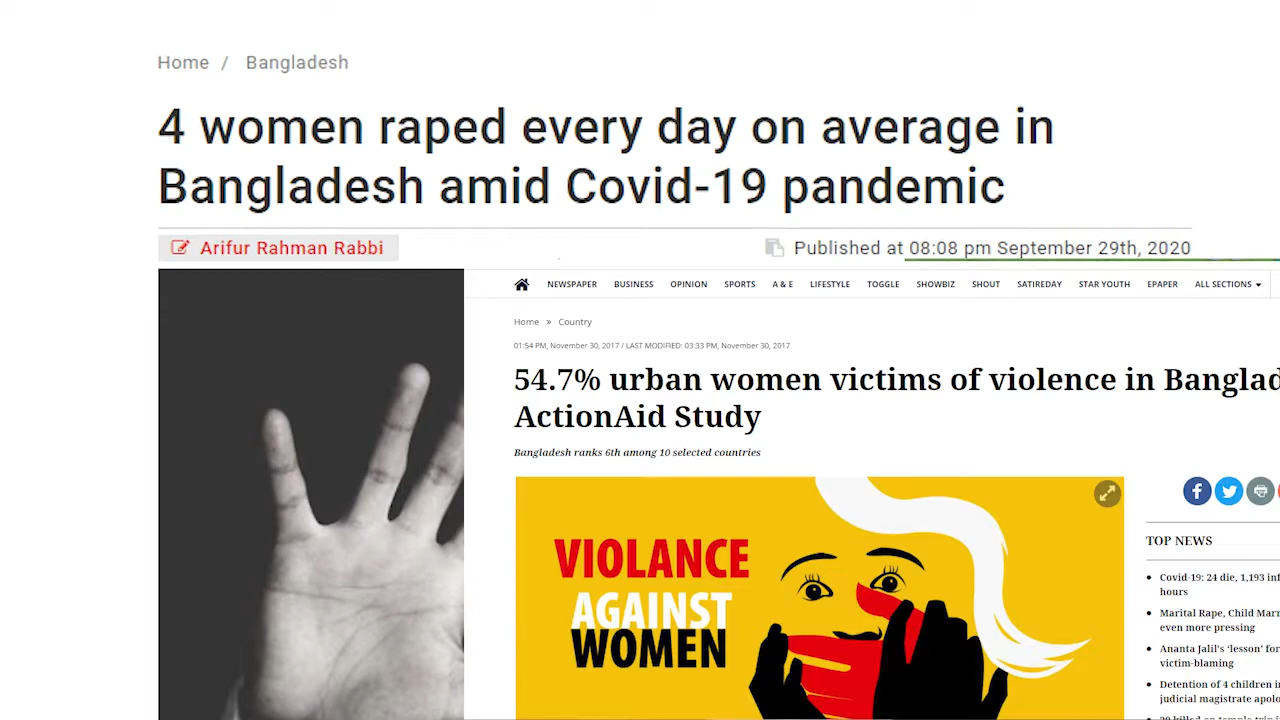 Home / Bangladesh
4 women raped every day on average in
Bangladesh amid Covid-19 pandemic
Arifur Rahman Rabbi
Published at 08:08 pm September 29th, 2020
NEWSPAPER BUSINESS OPINION SPORTS A & E LIFESTYLE TOGGLE SHOWBIZ SHOUT SATIREDAY STAR YOUTH EPAPER ALL SECTIONS
Home » Country
01:54 PM, November 30, 2017 / LAST MODIFIED: 03:33 PM, November 30, 2017
54.7% urban women victims of violence in
ActionAid Study
Bangladesh ranks 6th among 10 selected countries
VIOLANCE
AGAINST
WOMEN
TOP NEWS
Covid-19: 24 die, 1,193
hours
Marital Rape, Child
even more pressing
Ananta Jalil's 'lesson' for
victim-blaming
Detention of 4 children
judicial magistrate